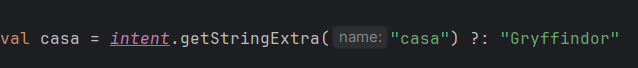 val casa = intent.getStringExtra( name: "casa") ?: "Gryffindor"